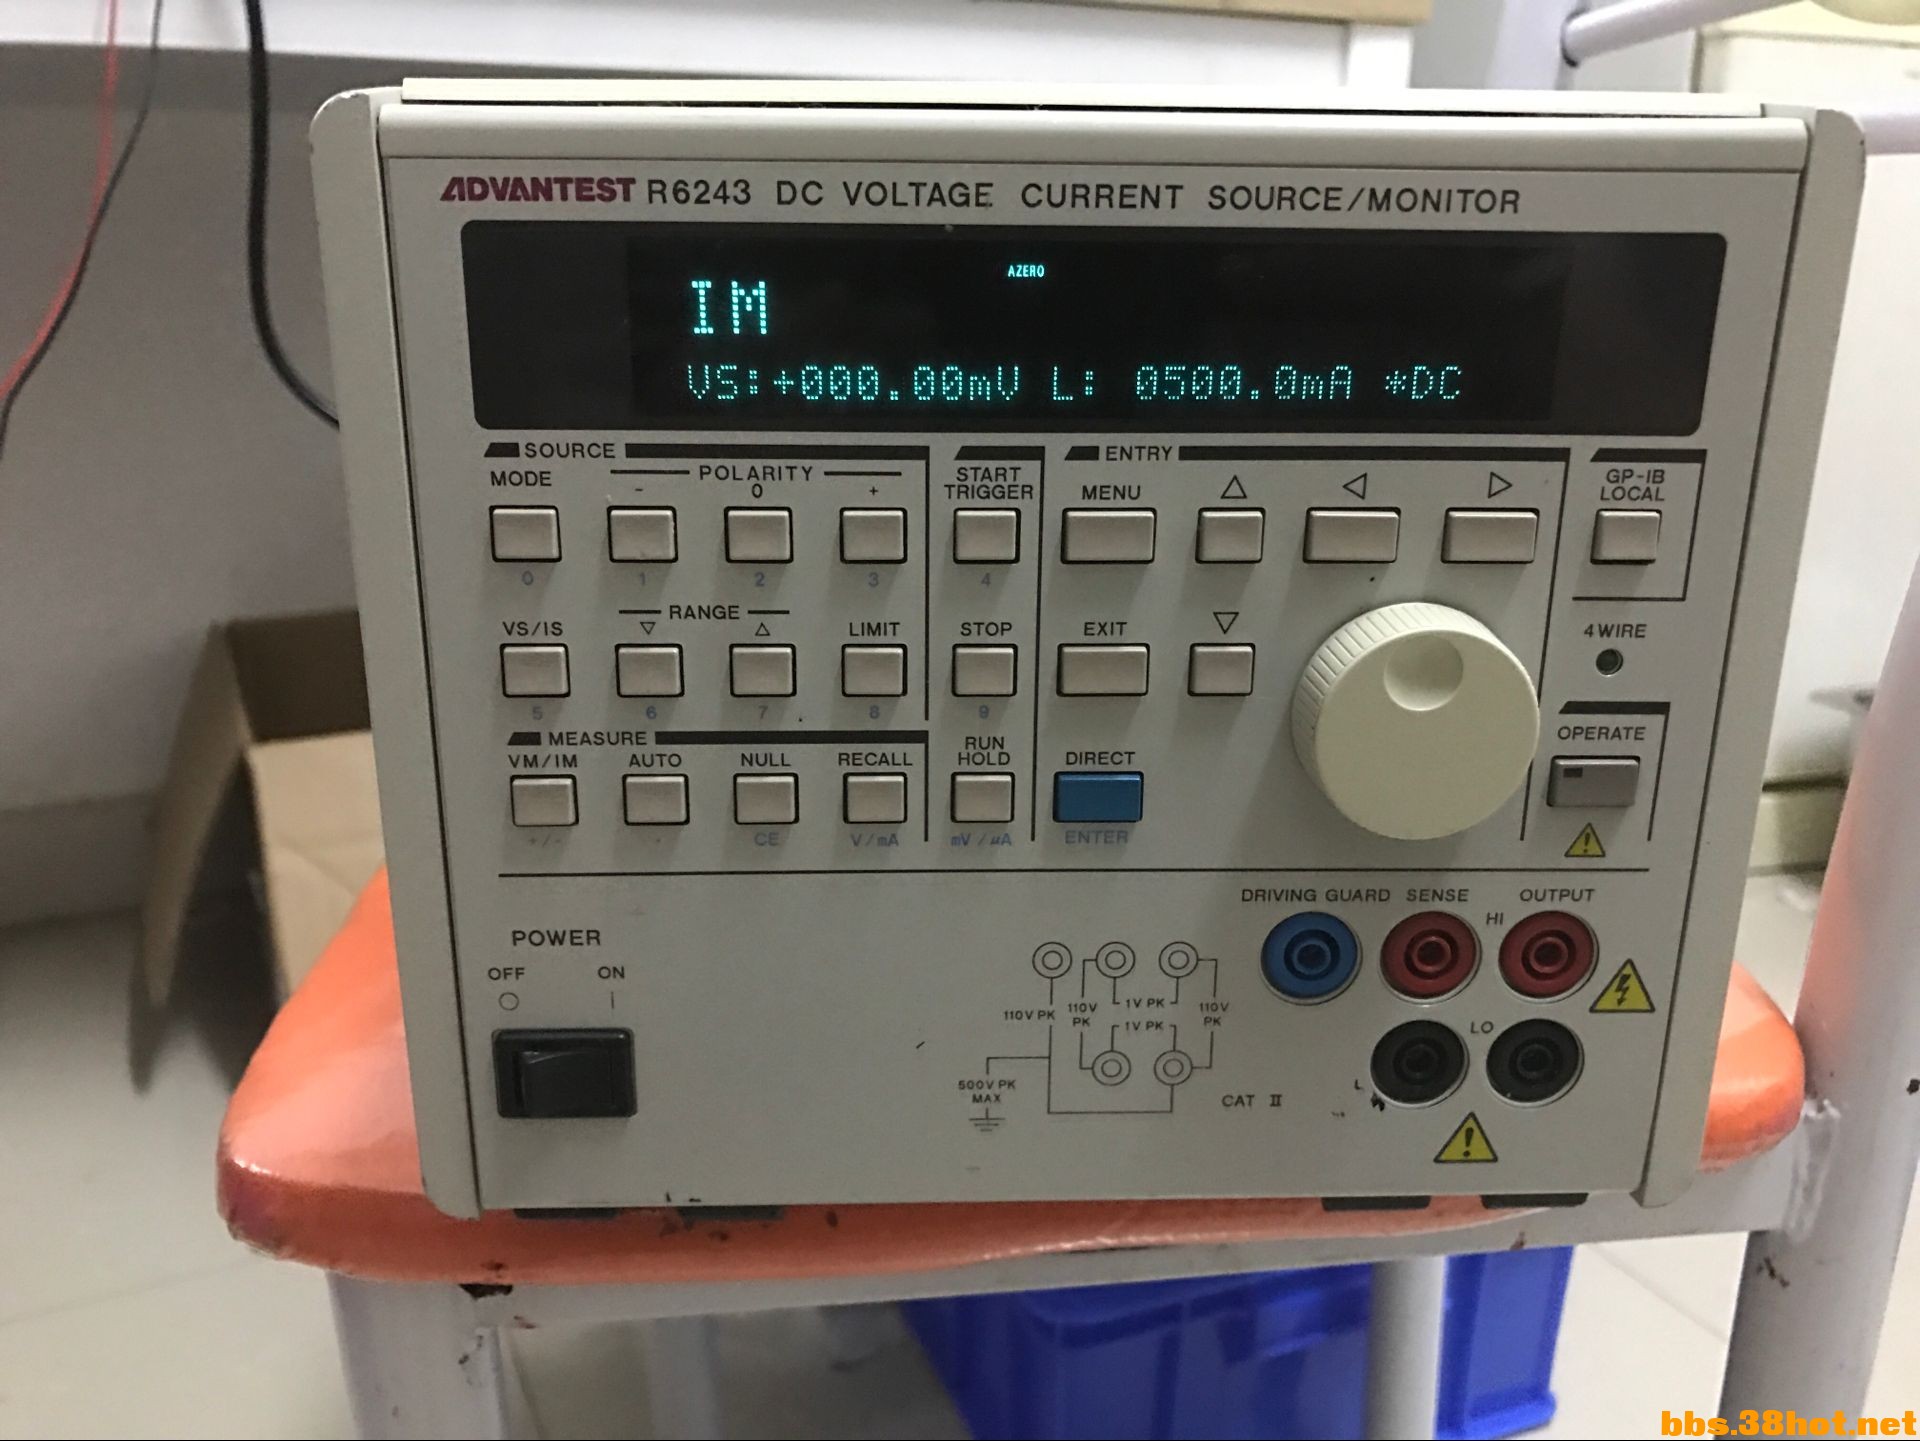 ADVANTEST R6243 DC VOLTAGE CURRENT SOURCE/MONITOR
AZERO
IM
VS:+000.00mV L: 0500.0mA *DC
SOURCE
ENTRY
MODE
POLARITY
- 0 +
START
TRIGGER
MENU
GP-IB
LOCAL
0 1 2 3 4
VS/IS
RANGE
LIMIT
STOP
EXIT
4WIRE
5 6 7 8 9
MEASURE
OPERATE
VM/IM AUTO NULL RECALL
RUN
HOLD
DIRECT
+/- . CE V/mA mV/µA ENTER
DRIVING GUARD SENSE OUTPUT
HI
POWER
OFF ON
110V PK
110V
PK
1V PK
1V PK
110V
PK
LO
500V PK
MAX
CAT II
bbs.38hot.net